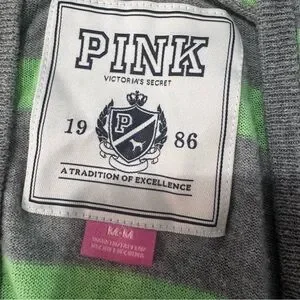 PINK
VICTORIA'S SECRET
19 P 86
A TRADITION OF EXCELLENCE
M-M